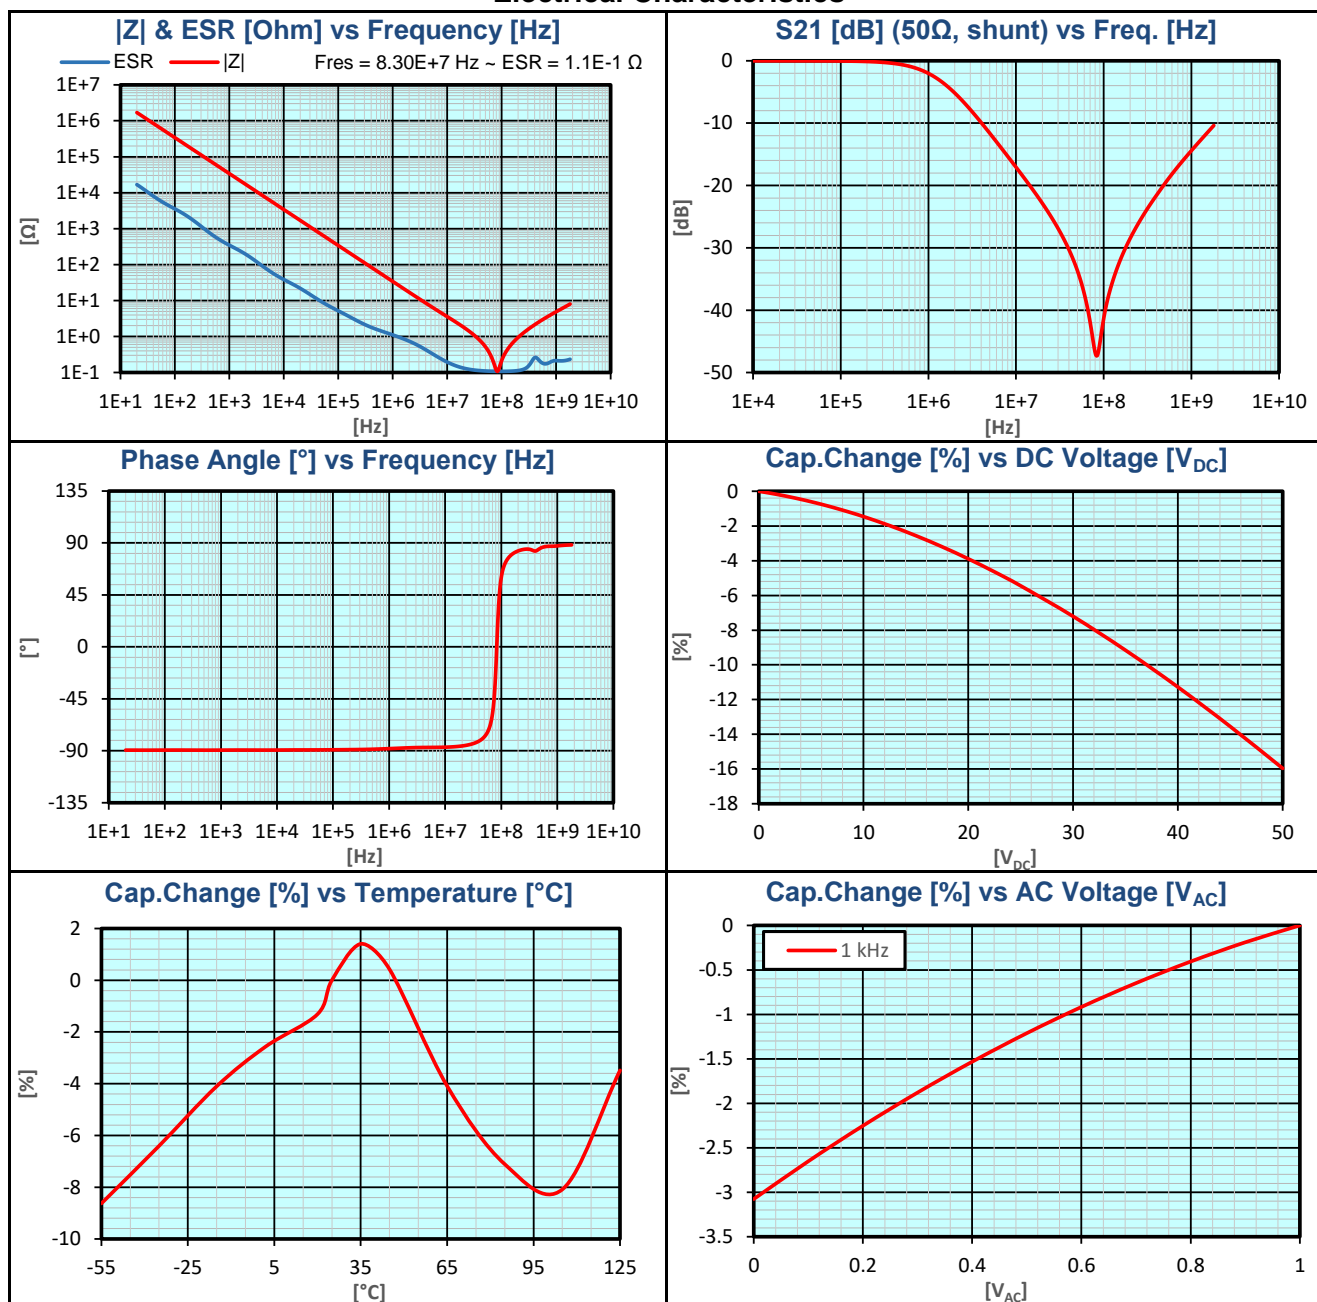 Electrical Characteristics
|Z| & ESR [Ohm] vs Frequency [Hz]
ESR |Z| Fres = 8.30E+7 Hz ~ ESR = 1.1E-1 Ω
1E+7
1E+6
1E+5
1E+4
1E+3
1E+2
1E+1
1E+0
1E-1
[Ω]
1E+1 1E+2 1E+3 1E+4 1E+5 1E+6 1E+7 1E+8 1E+9 1E+10
[Hz]
S21 [dB] (50Ω, shunt) vs Freq. [Hz]
0
-10
-20
-30
-40
-50
[dB]
1E+4 1E+5 1E+6 1E+7 1E+8 1E+9 1E+10
[Hz]
Phase Angle [°] vs Frequency [Hz]
135
90
45
0
-45
-90
-135
[°]
1E+1 1E+2 1E+3 1E+4 1E+5 1E+6 1E+7 1E+8 1E+9 1E+10
[Hz]
Cap.Change [%] vs DC Voltage [VDC]
0
-2
-4
-6
-8
-10
-12
-14
-16
-18
[%]
0 10 20 30 40 50
[VDC]
Cap.Change [%] vs Temperature [°C]
2
0
-2
-4
-6
-8
-10
[%]
-55 -25 5 35 65 95 125
[°C]
Cap.Change [%] vs AC Voltage [VAC]
1 kHz
0
-0.5
-1
-1.5
-2
-2.5
-3
-3.5
[%]
0 0.2 0.4 0.6 0.8 1
[VAC]